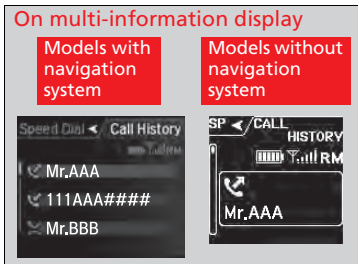 On multi-information display
Models with
navigation
system
Models without
navigation
system
Speed Dial Call History
RM
Mr.AAA
111AAA####
Mr.BBB
SP CALL
HISTORY
RM
Mr.AAA